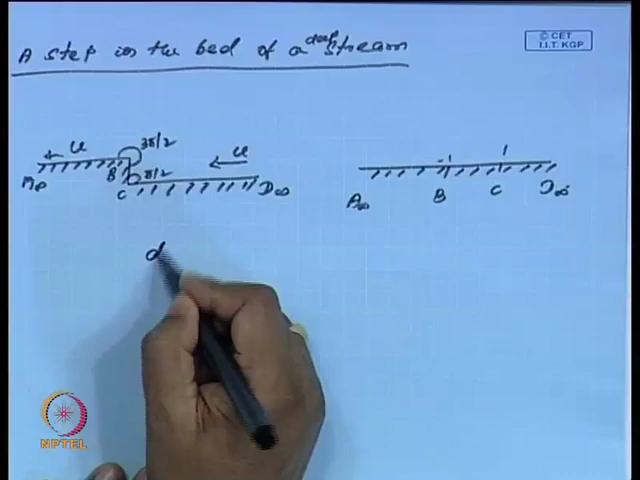 A step in the bed of a deep stream
© CET
I.I.T. KGP
U
3π/2
U
A∞
B
π/2
C
D∞
A∞
B
C
D∞
d
NPTEL